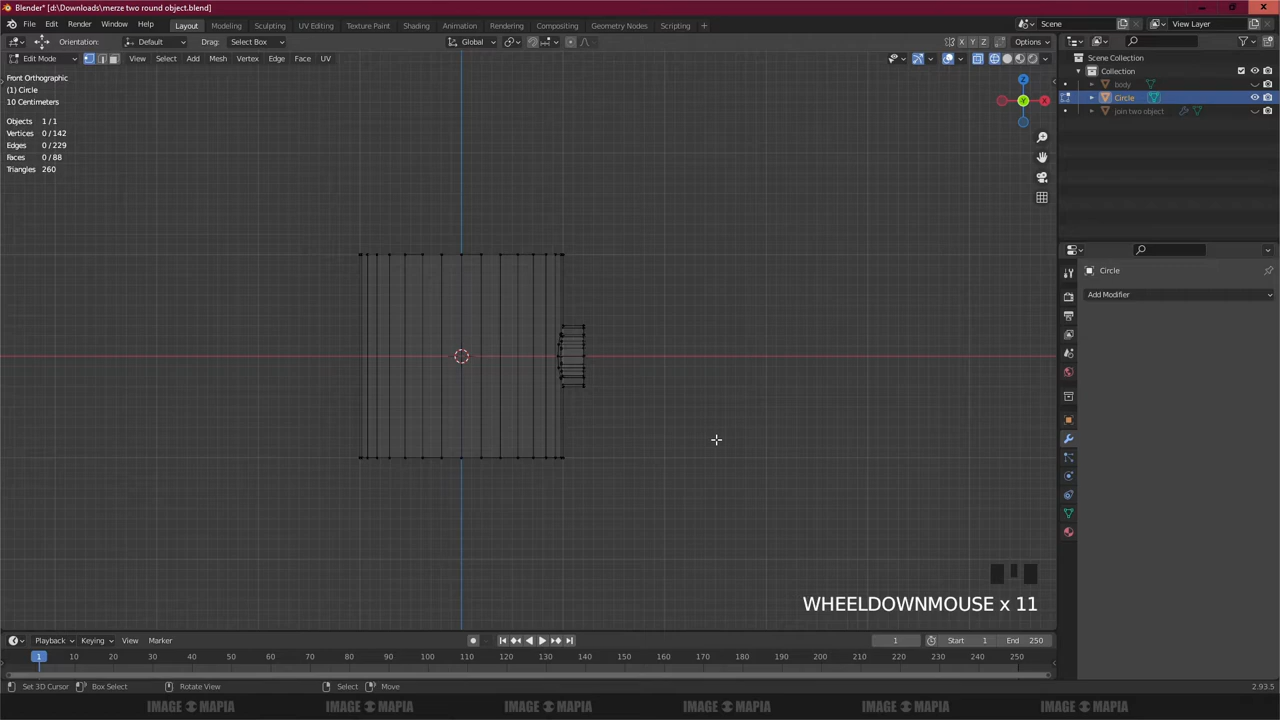 Blender* [d:\Downloads\merze two round object.blend]
File Edit Render Window Help Layout Modeling Sculpting UV Editing Texture Paint Shading Animation Rendering Compositing Geometry Nodes Scripting + Scene View Layer
Orientation: Default Drag: Select Box Global X Y Z Options
Edit Mode View Select Add Mesh Vertex Edge Face UV
Front Orthographic
(1) Circle
10 Centimeters
Objects 1/1
Vertices 0/142
Edges 0/229
Faces 0/88
Triangles 260
Z
Y
X
Scene Collection
Collection
body
Circle
join two object
Circle
Add Modifier
WHEELDOWNMOUSE x 11
Playback Keying View Marker 1 Start 1 End 250
1 10 20 30 40 50 60 70 80 90 100 110 120 130 140 150 160 170 180 190 200 210 220 230 240 250
Set 3D Cursor Box Select Rotate View Select Move 2.93.5
IMAGE MAPIA IMAGE MAPIA IMAGE MAPIA IMAGE MAPIA IMAGE MAPIA IMAGE MAPIA